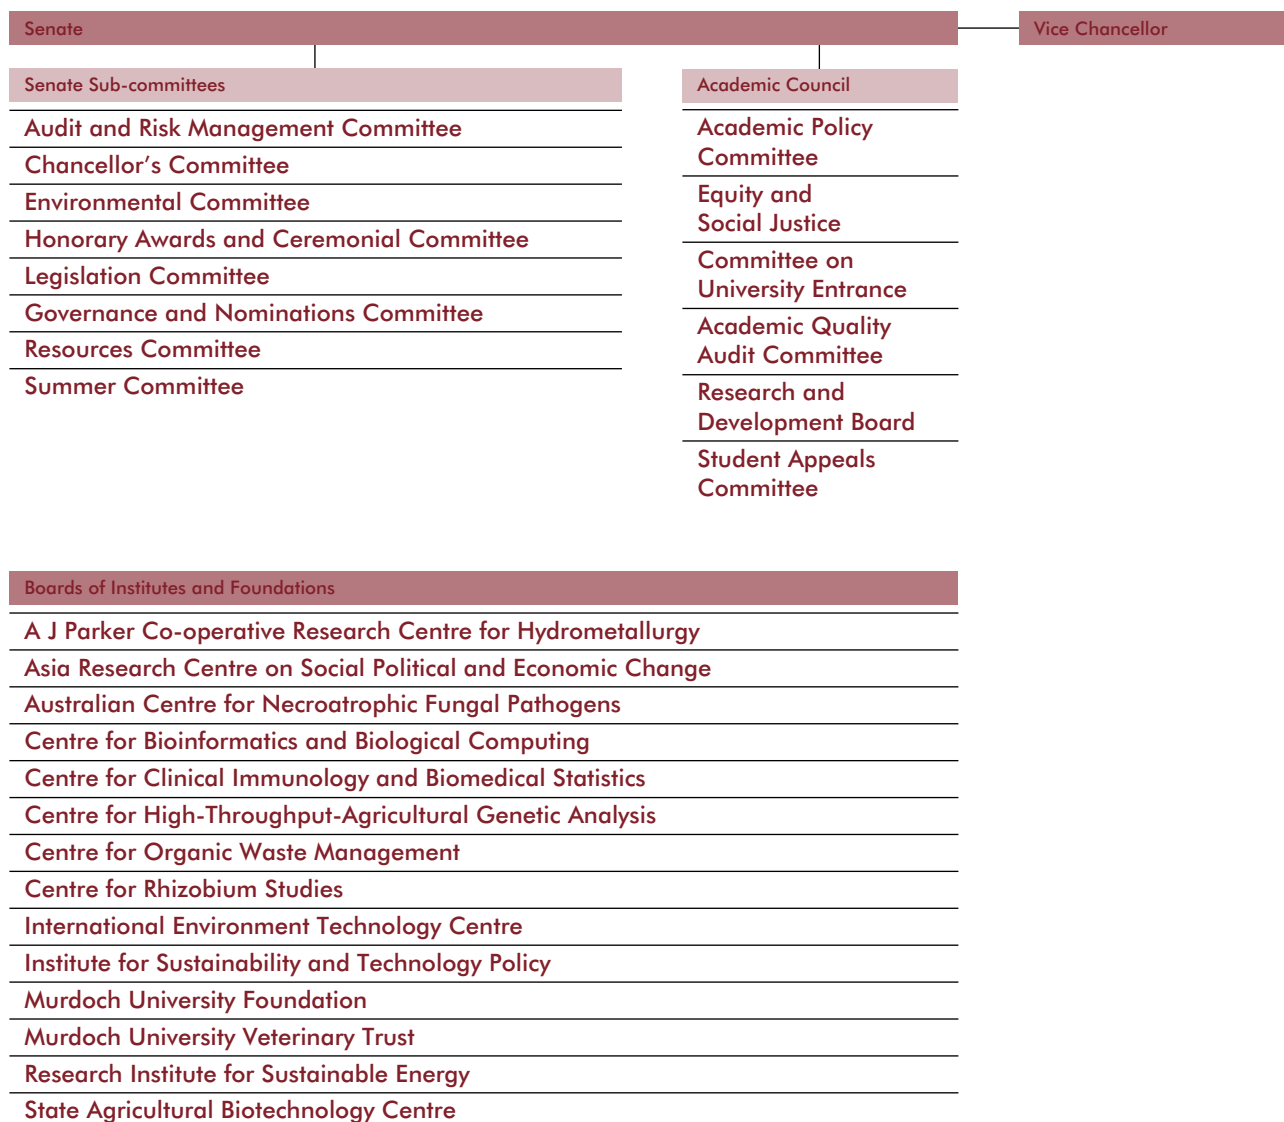 Senate
Vice Chancellor
Senate Sub-committees
Audit and Risk Management Committee
Chancellor’s Committee
Environmental Committee
Honorary Awards and Ceremonial Committee
Legislation Committee
Governance and Nominations Committee
Resources Committee
Summer Committee
Academic Council
Academic Policy
Committee
Equity and
Social Justice
Committee on
University Entrance
Academic Quality
Audit Committee
Research and
Development Board
Student Appeals
Committee
Boards of Institutes and Foundations
A J Parker Co-operative Research Centre for Hydrometallurgy
Asia Research Centre on Social Political and Economic Change
Australian Centre for Necroatrophic Fungal Pathogens
Centre for Bioinformatics and Biological Computing
Centre for Clinical Immunology and Biomedical Statistics
Centre for High-Throughput-Agricultural Genetic Analysis
Centre for Organic Waste Management
Centre for Rhizobium Studies
International Environment Technology Centre
Institute for Sustainability and Technology Policy
Murdoch University Foundation
Murdoch University Veterinary Trust
Research Institute for Sustainable Energy
State Agricultural Biotechnology Centre